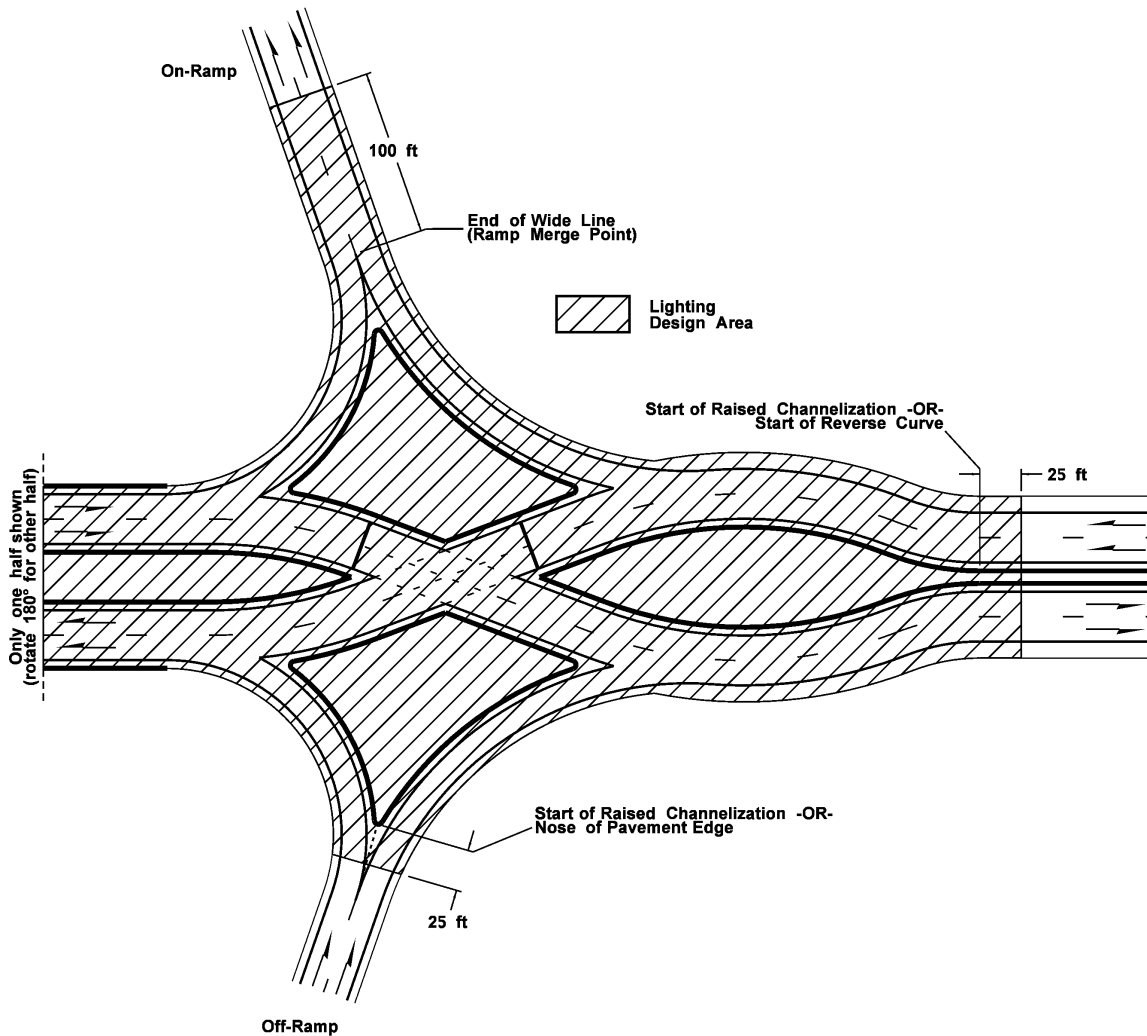 On-Ramp
100 ft
End of Wide Line
(Ramp Merge Point)
Lighting
Design Area
Start of Raised Channelization -OR-
Start of Reverse Curve
25 ft
Only one half shown
(rotate 180° for other half)
Start of Raised Channelization -OR-
Nose of Pavement Edge
25 ft
Off-Ramp